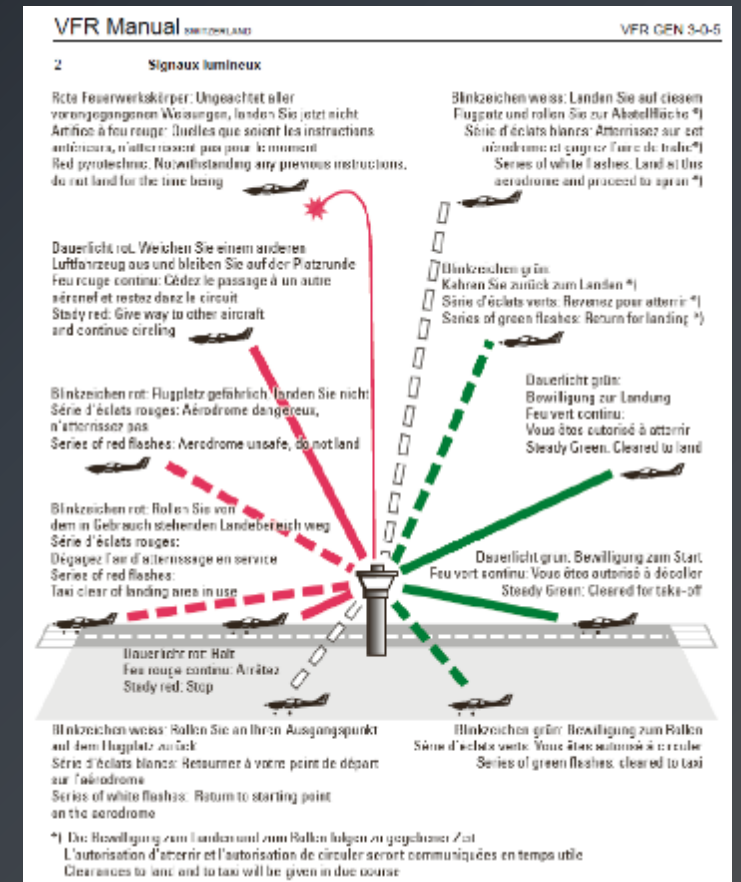 VFR Manual SWITZERLAND
VFR GEN 3-0-5
2 Signaux lumineux
Rote Feuerwerkskörper: Ungeachtet aller
vorangegangenen Weisungen, landen Sie jetzt nicht
Artifice à feu rouge: Quelles que soient les instructions
antérieurs, n'atterrissent pas pour le moment
Red pyrotechnic: Notwithstanding any previous instructions,
do not land for the time being
Blinkzeichen weiss: Landen Sie auf diesem
Flugplatz und rollen Sie zur Abstellfläche *)
Série d'éclats blancs: Atterrissez sur cet
aérodrome et gagnez l'aire de trafic*)
Series of white flashes: Land at this
aerodrome and proceed to apron *)
Dauerlicht rot: Weichen Sie einem anderen
Luftfahrzeug aus und bleiben Sie auf der Platzrunde
Feu rouge continu: Cédez le passage à un autre
aéronef et restez dans le circuit
Stady red: Give way to other aircraft
and continue circling
Blinkzeichen grün:
Kehren Sie zurück zum Landen *)
Série d'éclats verts: Revenez pour atterrir *)
Series of green flashes: Return for landing *)
Dauerlicht grün:
Bewilligung zur Landung
Feu vert continu:
Vous êtes autorisé à atterrir
Steady Green: Cleared to land
Blinkzeichen rot: Flugplatz gefährlich, landen Sie nicht
Série d'éclats rouges: Aérodrome dangereux,
n'atterrissez pas
Series of red flashes: Aerodrome unsafe, do not land
Blinkzeichen rot: Rollen Sie von
dem in Gebrauch stehenden Landebereich weg
Série d'éclats rouges:
Dégagez l'air d'atterrissage en service
Series of red flashes:
Taxi clear of landing area in use
Dauerlicht grün: Bewilligung zum Start
Feu vert continu: Vous êtes autorisé à décoller
Steady Green: Cleared for take-off
Dauerlicht rot: Halt
Feu rouge continu: Arrêtez
Stady red: Stop
Blinkzeichen weiss: Rollen Sie an Ihren Ausgangspunkt
auf dem Flugplatz zurück
Série d'éclats blancs: Retournez à votre point de départ
sur l'aérodrome
Series of white flashes: Return to starting point
on the aerodrome
Blinkzeichen grün: Bewilligung zum Rollen
Série d'éclats verts: Vous êtes autorisé à circuler
Series of green flashes: cleared to taxi
*) Die Bewilligung zum Landen und zum Rollen folgen zu gegebener Zeit
L'autorisation d'atterrir et l'autorisation de circuler seront communiquées en temps utile
Clearances to land and to taxi will be given in due course